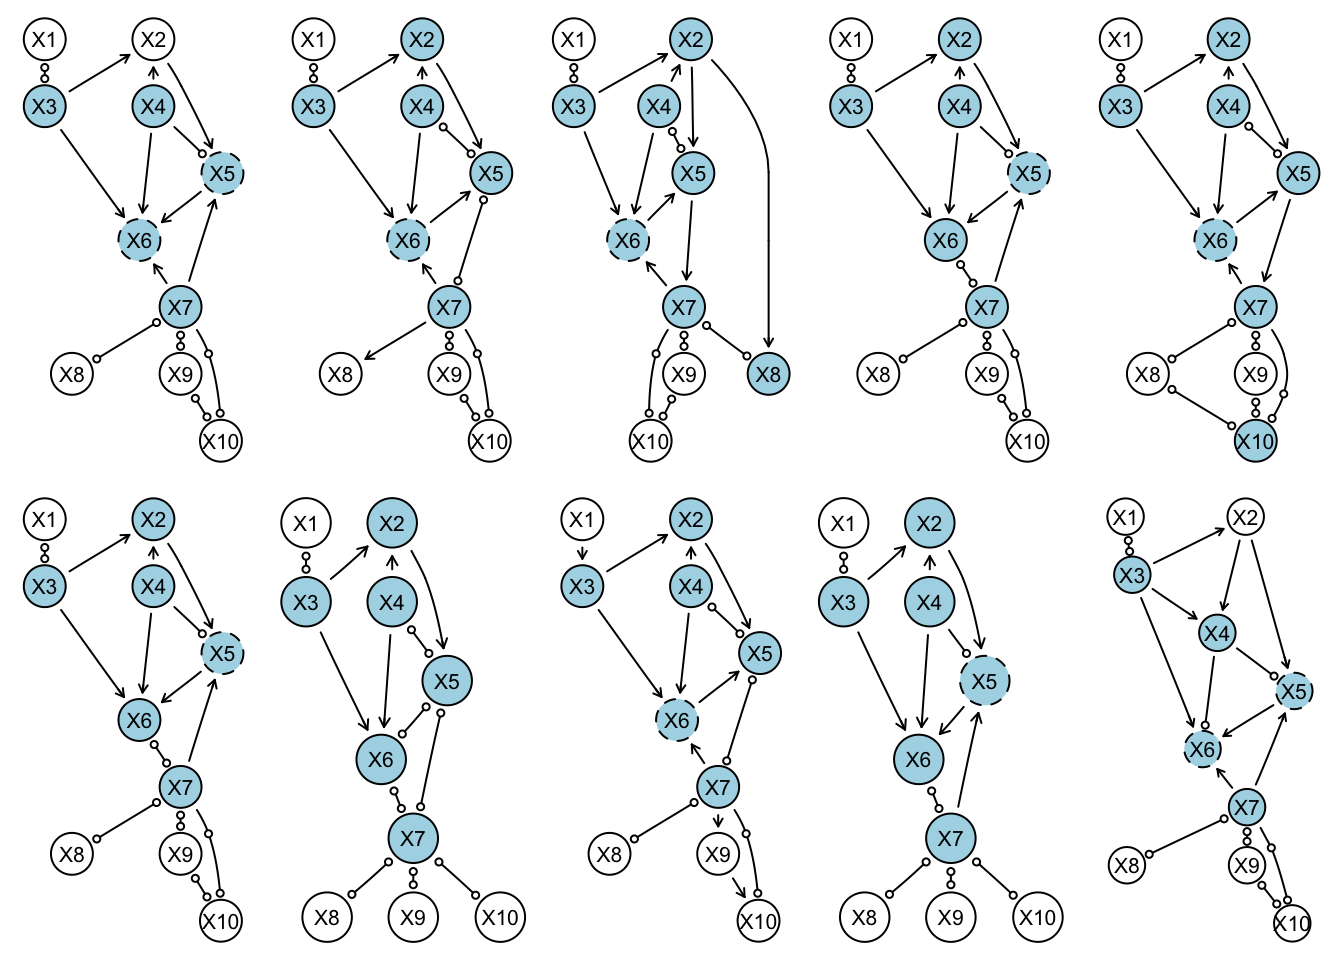 X1 X2 X1 X2 X1 X2 X1 X2 X1 X2
X3 X4 X3 X4 X3 X4 X3 X4 X3 X4
X5 X5 X5 X5 X5
X6 X6 X6 X6 X6
X7 X7 X7 X7 X7
X8 X9 X8 X9 X9 X8 X8 X9 X8 X9
X10 X10 X10 X10 X10
X1 X2 X1 X2 X1 X2 X1 X2 X1 X2
X3 X4 X3 X4 X3 X4 X3 X4 X3
X4
X5 X5 X5 X5 X5
X6 X6 X6 X6 X6
X7 X7 X7 X7 X7
X8 X9 X8 X9 X10 X8 X9 X8 X9 X10 X8 X9
X10 X10 X10